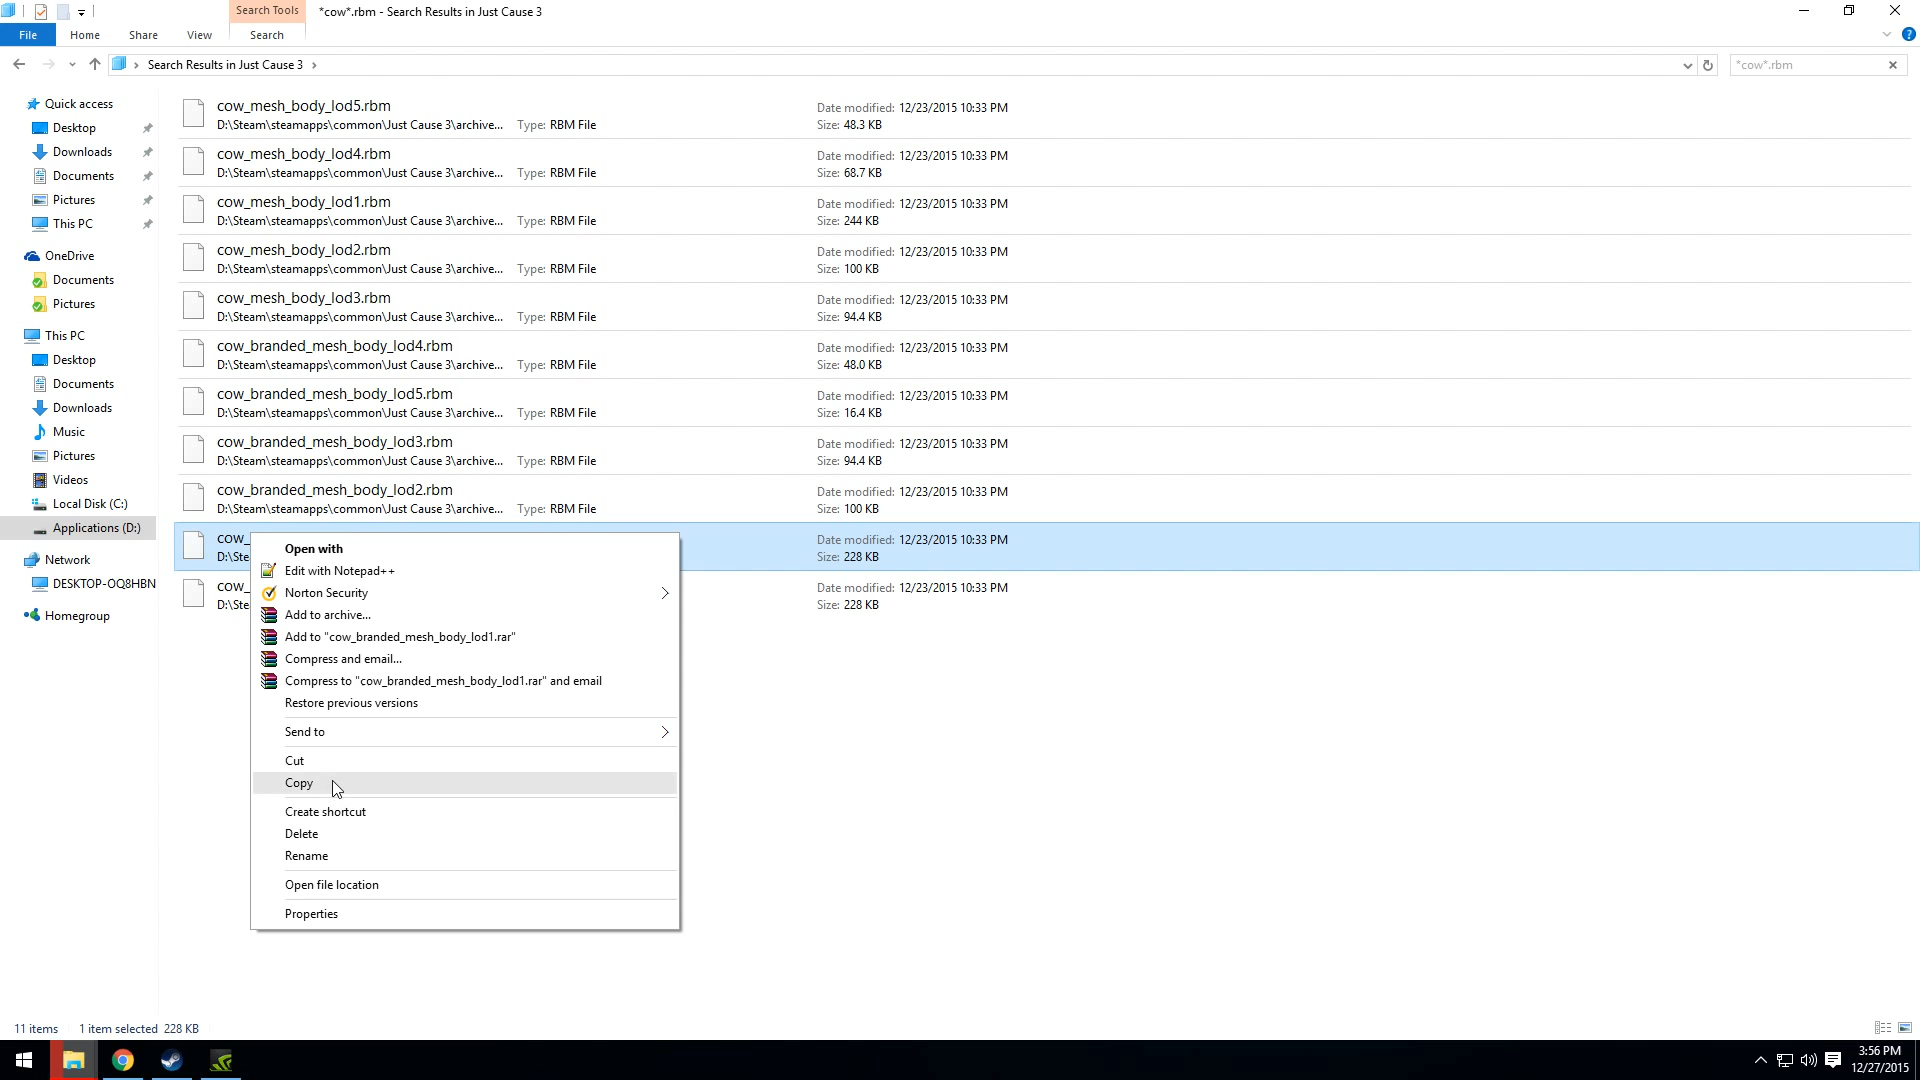 Search Tools
*cow*.rbm - Search Results in Just Cause 3
File
Home
Share
View
Search
Search Results in Just Cause 3
*cow*.rbm
Quick access
Desktop
Downloads
Documents
Pictures
This PC
OneDrive
Documents
Pictures
This PC
Desktop
Documents
Downloads
Music
Pictures
Videos
Local Disk (C:)
Applications (D:)
Network
DESKTOP-OQ8HBN
Homegroup
cow_mesh_body_lod5.rbm Date modified: 12/23/2015 10:33 PM
D:\Steam\steamapps\common\Just Cause 3\archive... Type: RBM File Size: 48.3 KB
cow_mesh_body_lod4.rbm Date modified: 12/23/2015 10:33 PM
D:\Steam\steamapps\common\Just Cause 3\archive... Type: RBM File Size: 68.7 KB
cow_mesh_body_lod1.rbm Date modified: 12/23/2015 10:33 PM
D:\Steam\steamapps\common\Just Cause 3\archive... Type: RBM File Size: 244 KB
cow_mesh_body_lod2.rbm Date modified: 12/23/2015 10:33 PM
D:\Steam\steamapps\common\Just Cause 3\archive... Type: RBM File Size: 100 KB
cow_mesh_body_lod3.rbm Date modified: 12/23/2015 10:33 PM
D:\Steam\steamapps\common\Just Cause 3\archive... Type: RBM File Size: 94.4 KB
cow_branded_mesh_body_lod4.rbm Date modified: 12/23/2015 10:33 PM
D:\Steam\steamapps\common\Just Cause 3\archive... Type: RBM File Size: 48.0 KB
cow_branded_mesh_body_lod5.rbm Date modified: 12/23/2015 10:33 PM
D:\Steam\steamapps\common\Just Cause 3\archive... Type: RBM File Size: 16.4 KB
cow_branded_mesh_body_lod3.rbm Date modified: 12/23/2015 10:33 PM
D:\Steam\steamapps\common\Just Cause 3\archive... Type: RBM File Size: 94.4 KB
cow_branded_mesh_body_lod2.rbm Date modified: 12/23/2015 10:33 PM
D:\Steam\steamapps\common\Just Cause 3\archive... Type: RBM File Size: 100 KB
cow_ Date modified: 12/23/2015 10:33 PM
D:\Ste Size: 228 KB
cow_ Date modified: 12/23/2015 10:33 PM
D:\Ste Size: 228 KB
Open with
Edit with Notepad++
Norton Security
Add to archive...
Add to "cow_branded_mesh_body_lod1.rar"
Compress and email...
Compress to "cow_branded_mesh_body_lod1.rar" and email
Restore previous versions
Send to
Cut
Copy
Create shortcut
Delete
Rename
Open file location
Properties
11 items 1 item selected 228 KB
3:56 PM
12/27/2015